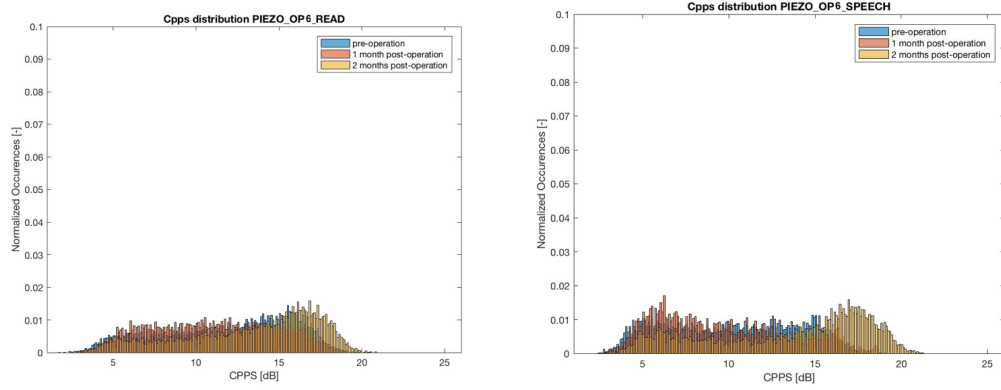 Cpps distribution PIEZO_OP6_READ
pre-operation
1 month post-operation
2 months post-operation
Normalized Occurences [-]
0.1
0.09
0.08
0.07
0.06
0.05
0.04
0.03
0.02
0.01
0
5 10 15 20 25
CPPS [dB]
Cpps distribution PIEZO_OP6_SPEECH
pre-operation
1 month post-operation
2 months post-operation
Normalized Occurences [-]
0.1
0.09
0.08
0.07
0.06
0.05
0.04
0.03
0.02
0.01
0
5 10 15 20 25
CPPS [dB]